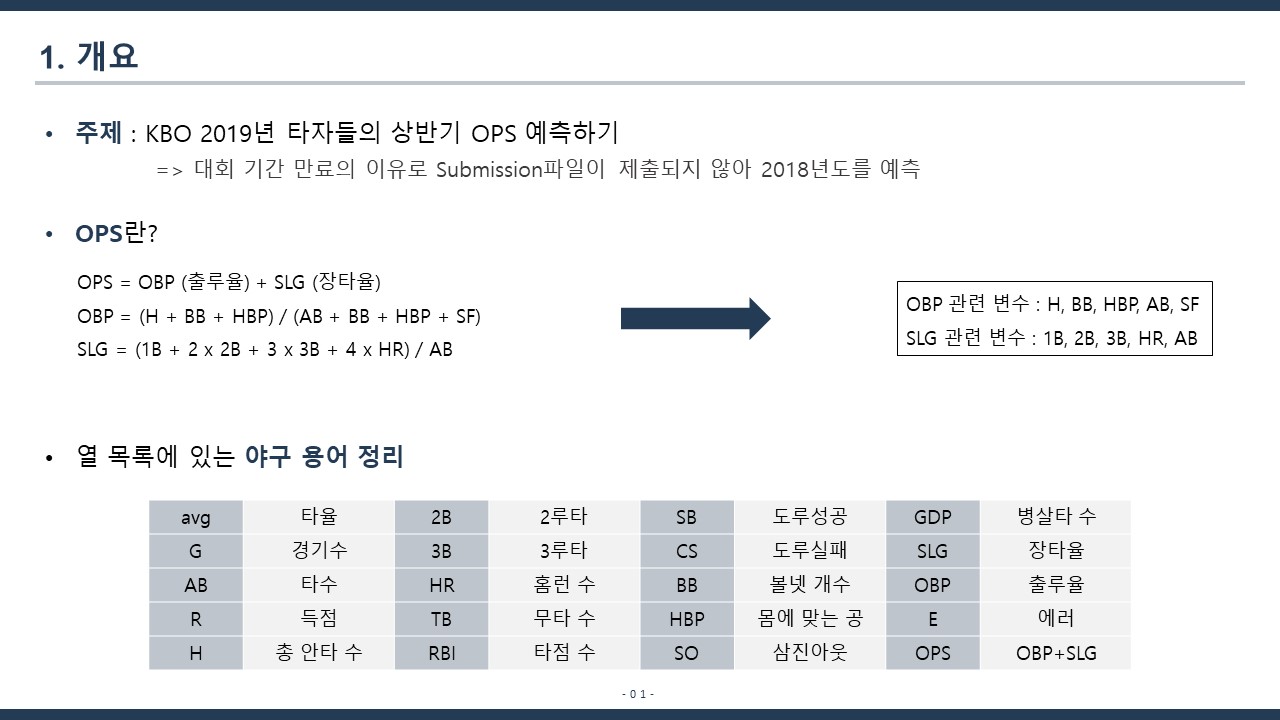 1. 개요
• 주제 : KBO 2019년 타자들의 상반기 OPS 예측하기
=> 대회 기간 만료의 이유로 Submission파일이 제출되지 않아 2018년도를 예측
• OPS란?
OPS = OBP (출루율) + SLG (장타율)
OBP = (H + BB + HBP) / (AB + BB + HBP + SF)
SLG = (1B + 2 x 2B + 3 x 3B + 4 x HR) / AB
OBP 관련 변수 : H, BB, HBP, AB, SF
SLG 관련 변수 : 1B, 2B, 3B, HR, AB
• 열 목록에 있는 야구 용어 정리
avg 타율 2B 2루타 SB 도루성공 GDP 병살타 수
G 경기수 3B 3루타 CS 도루실패 SLG 장타율
AB 타수 HR 홈런 수 BB 볼넷 개수 OBP 출루율
R 득점 TB 무타 수 HBP 몸에 맞는 공 E 에러
H 총 안타 수 RBI 타점 수 SO 삼진아웃 OPS OBP+SLG
- 0 1 -